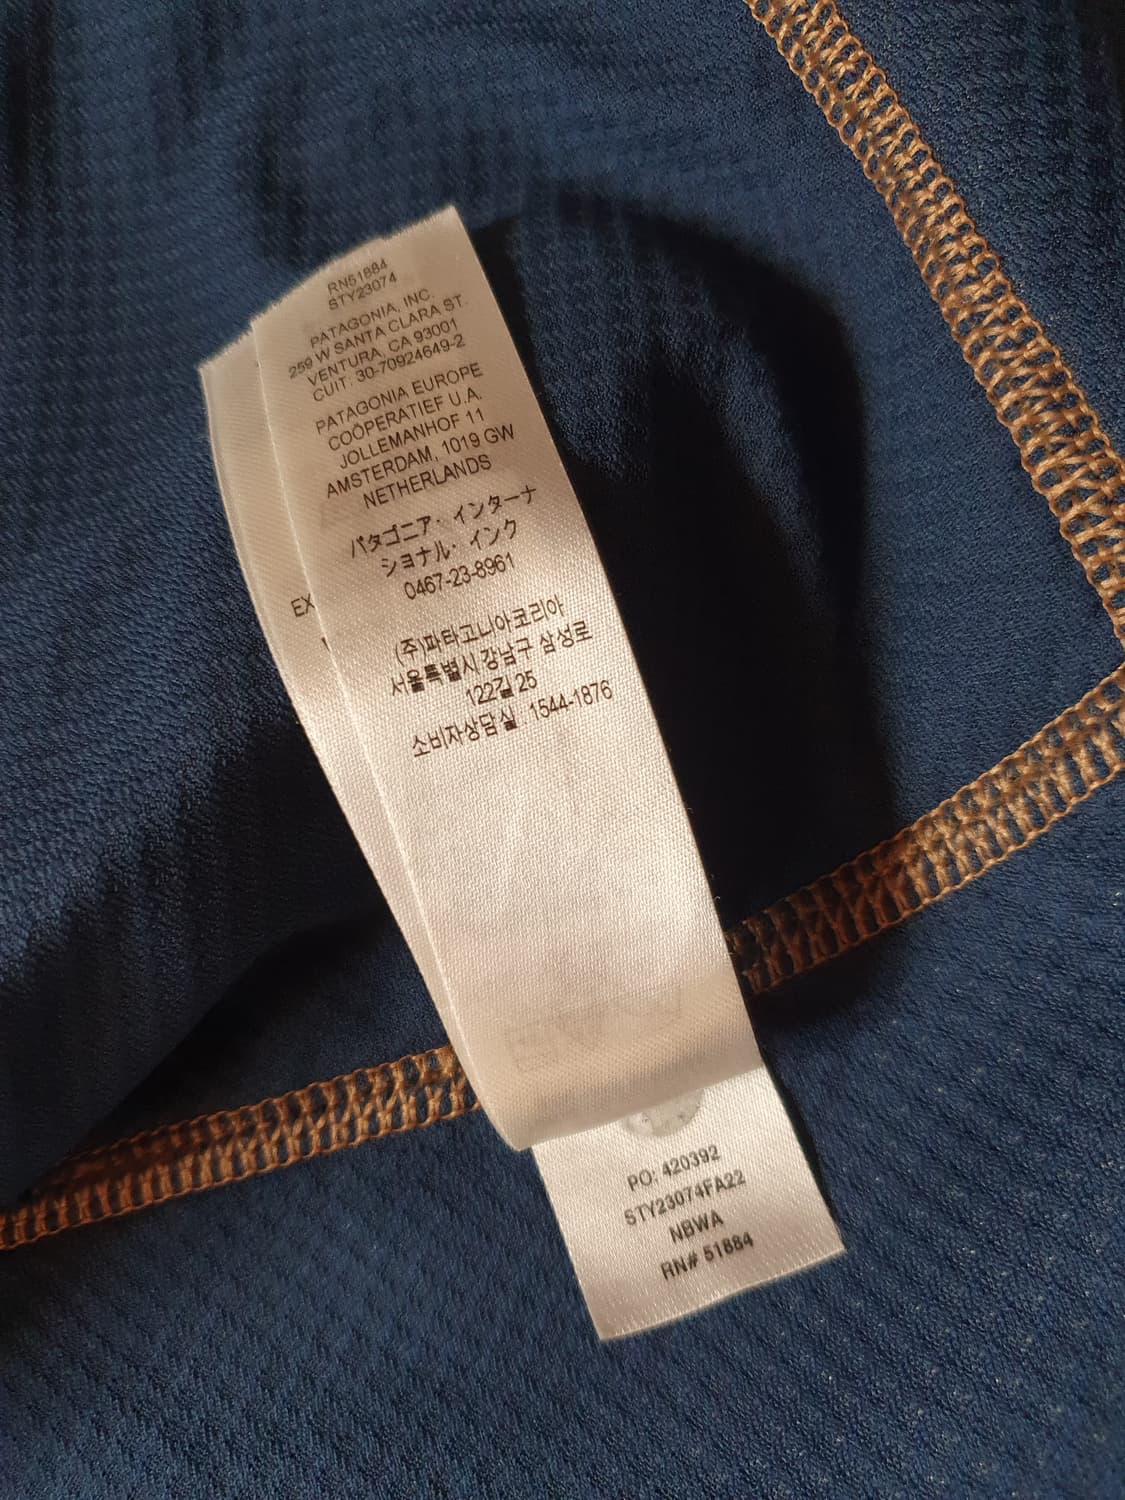 RN51884
STY23074
PATAGONIA, INC.
259 W SANTA CLARA ST.
VENTURA, CA 93001
CUIT: 30-70924649-2
PATAGONIA EUROPE
COÖPERATIEF U.A.
JOLLEMANHOF 11
AMSTERDAM, 1019 GW
NETHERLANDS
パタゴニア・インターナ
ショナル・インク
0467-23-8961
(주)파타고니아코리아
서울특별시 강남구 삼성로
122길 25
소비자상담실. 1544-1876
EX
PO: 420392
STY23074FA22
NBWA
RN# 51884